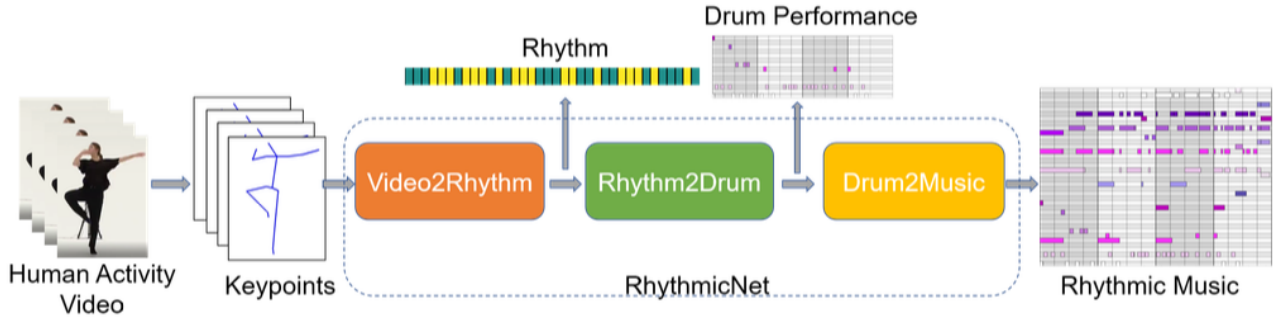 Drum Performance
Rhythm
Video2Rhythm
Rhythm2Drum
Drum2Music
Human Activity
Video
Keypoints
RhythmicNet
Rhythmic Music